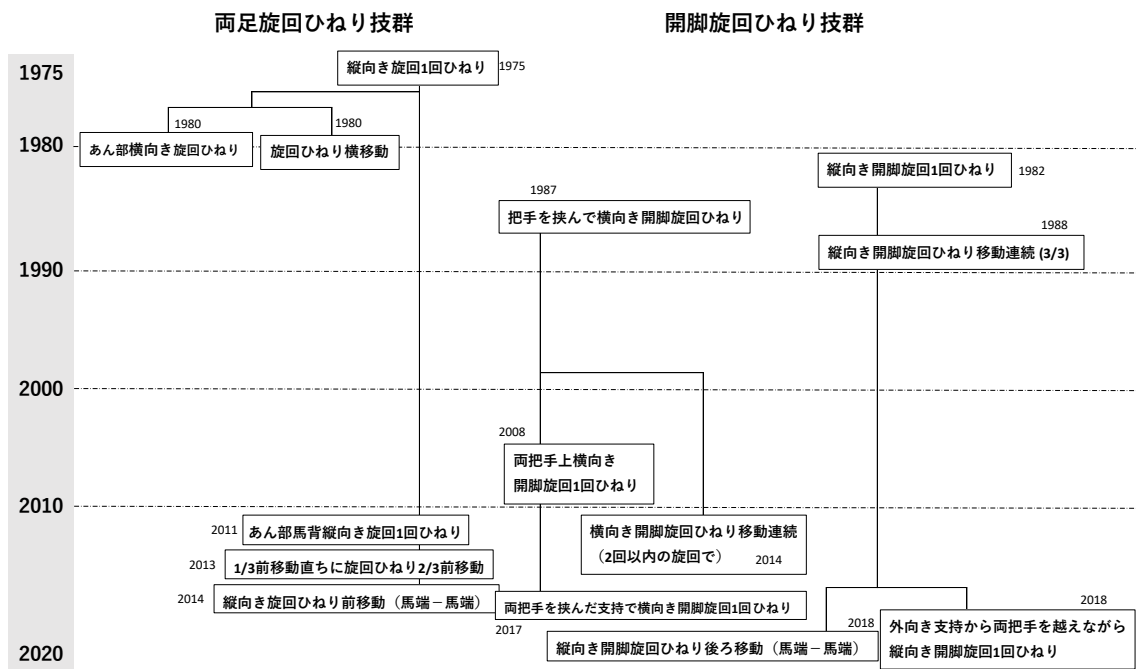 両足旋回ひねり技群
開脚旋回ひねり技群
1975
縦向き旋回1回ひねり
1975
1980
1980
あん部横向き旋回ひねり
旋回ひねり横移動
1980
縦向き開脚旋回1回ひねり
1982
1987
把手を挟んで横向き開脚旋回ひねり
1988
縦向き開脚旋回ひねり移動連続 (3/3)
1990
2000
2008
両把手上横向き
開脚旋回1回ひねり
2010
2011
あん部馬背縦向き旋回1回ひねり
横向き開脚旋回ひねり移動連続
（2回以内の旋回で）
2014
2013
1/3前移動直ちに旋回ひねり2/3前移動
2014
縦向き旋回ひねり前移動（馬端－馬端）
両把手を挟んだ支持で横向き開脚旋回1回ひねり
2017
2018
縦向き開脚旋回ひねり後ろ移動（馬端－馬端）
2018
外向き支持から両把手を越えながら
縦向き開脚旋回1回ひねり
2020